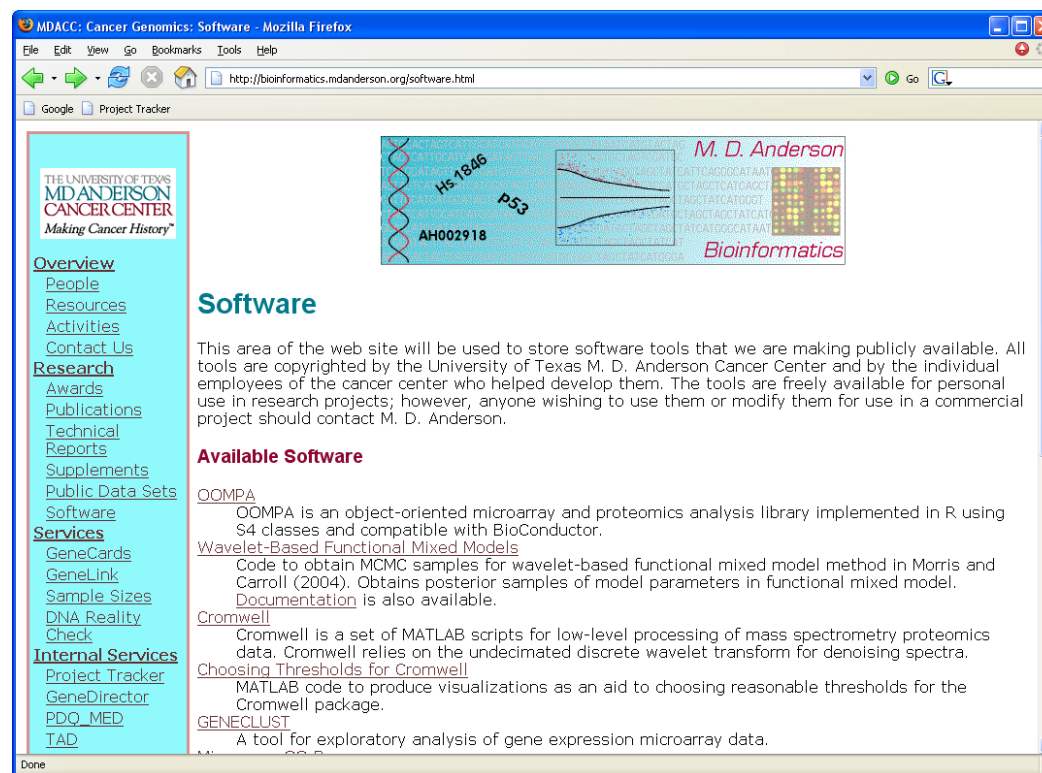 MDACC: Cancer Genomics: Software - Mozilla Firefox
File Edit View Go Bookmarks Tools Help
http://bioinformatics.mdanderson.org/software.html
Go
G
Google Project Tracker
THE UNIVERSITY OF TEXAS
MD ANDERSON
CANCER CENTER
Making Cancer History™
Overview
People
Resources
Activities
Contact Us
Research
Awards
Publications
Technical
Reports
Supplements
Public Data Sets
Software
Services
GeneCards
GeneLink
Sample Sizes
DNA Reality
Check
Internal Services
Project Tracker
GeneDirector
PDQ_MED
TAD
Hs.1846
p53
AH002918
M. D. Anderson
Bioinformatics
Software
This area of the web site will be used to store software tools that we are making publicly available. All
tools are copyrighted by the University of Texas M. D. Anderson Cancer Center and by the individual
employees of the cancer center who helped develop them. The tools are freely available for personal
use in research projects; however, anyone wishing to use them or modify them for use in a commercial
project should contact M. D. Anderson.
Available Software
OOMPA
OOMPA is an object-oriented microarray and proteomics analysis library implemented in R using
S4 classes and compatible with BioConductor.
Wavelet-Based Functional Mixed Models
Code to obtain MCMC samples for wavelet-based functional mixed model method in Morris and
Carroll (2004). Obtains posterior samples of model parameters in functional mixed model.
Documentation is also available.
Cromwell
Cromwell is a set of MATLAB scripts for low-level processing of mass spectrometry proteomics
data. Cromwell relies on the undecimated discrete wavelet transform for denoising spectra.
Choosing Thresholds for Cromwell
MATLAB code to produce visualizations as an aid to choosing reasonable thresholds for the
Cromwell package.
GENECLUST
A tool for exploratory analysis of gene expression microarray data.
Done